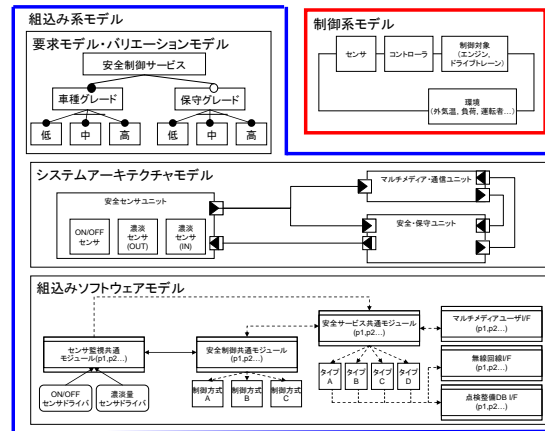 組込み系モデル
要求モデル・バリエーションモデル
安全制御サービス
車種グレード
保守グレード
低
中
高
低
中
高
制御系モデル
センサ
コントローラ
制御対象
(エンジン,
ドライブトレーン)
環境
(外気温, 負荷, 運転者…)
システムアーキテクチャモデル
安全センサユニット
ON/OFF
センサ
濃淡
センサ
(OUT)
濃淡
センサ
(IN)
マルチメディア・通信ユニット
安全・保守ユニット
組込みソフトウェアモデル
センサ監視共通
モジュール(p1,p2…)
ON/OFF
センサドライバ
濃淡量
センサドライバ
安全制御共通モジュール
(p1,p2…)
制御方式
A
制御方式
B
制御方式
C
安全サービス共通モジュール
(p1,p2…)
タイプ
A
タイプ
B
タイプ
C
タイプ
D
マルチメディアユーザI/F
(p1,p2…)
無線回線I/F
(p1,p2…)
点検整備DB I/F
(p1,p2…)